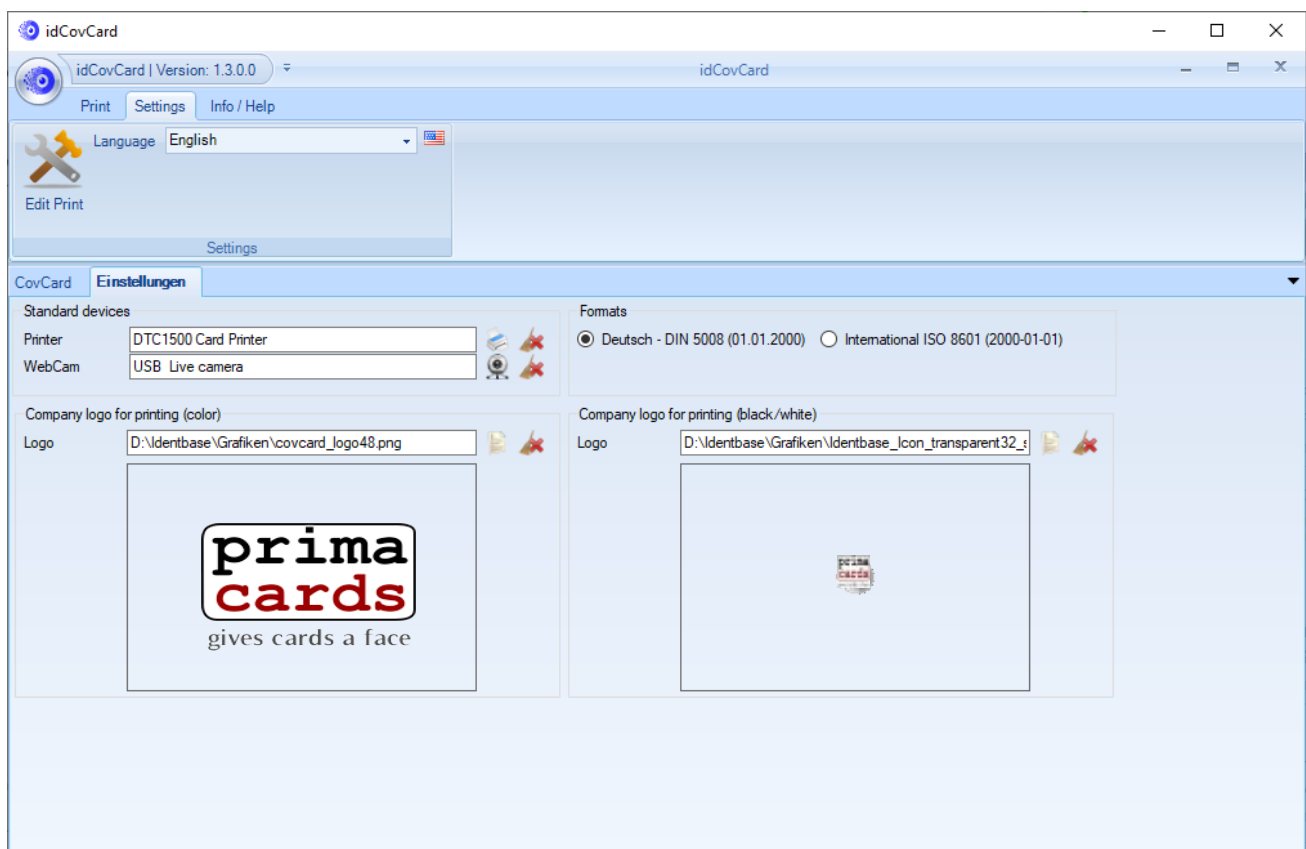 idCovCard
idCovCard | Version: 1.3.0.0
idCovCard
Print Settings Info / Help
Language English
Edit Print
Settings
CovCard Einstellungen
Standard devices
Printer DTC1500 Card Printer
WebCam USB Live camera
Formats
Deutsch - DIN 5008 (01.01.2000) International ISO 8601 (2000-01-01)
Company logo for printing (color)
Logo D:\Identbase\Grafiken\covcard_logo48.png
prima
cards
gives cards a face
Company logo for printing (black/white)
Logo D:\Identbase\Grafiken\Identbase_Icon_transparent32_s
prima
cards